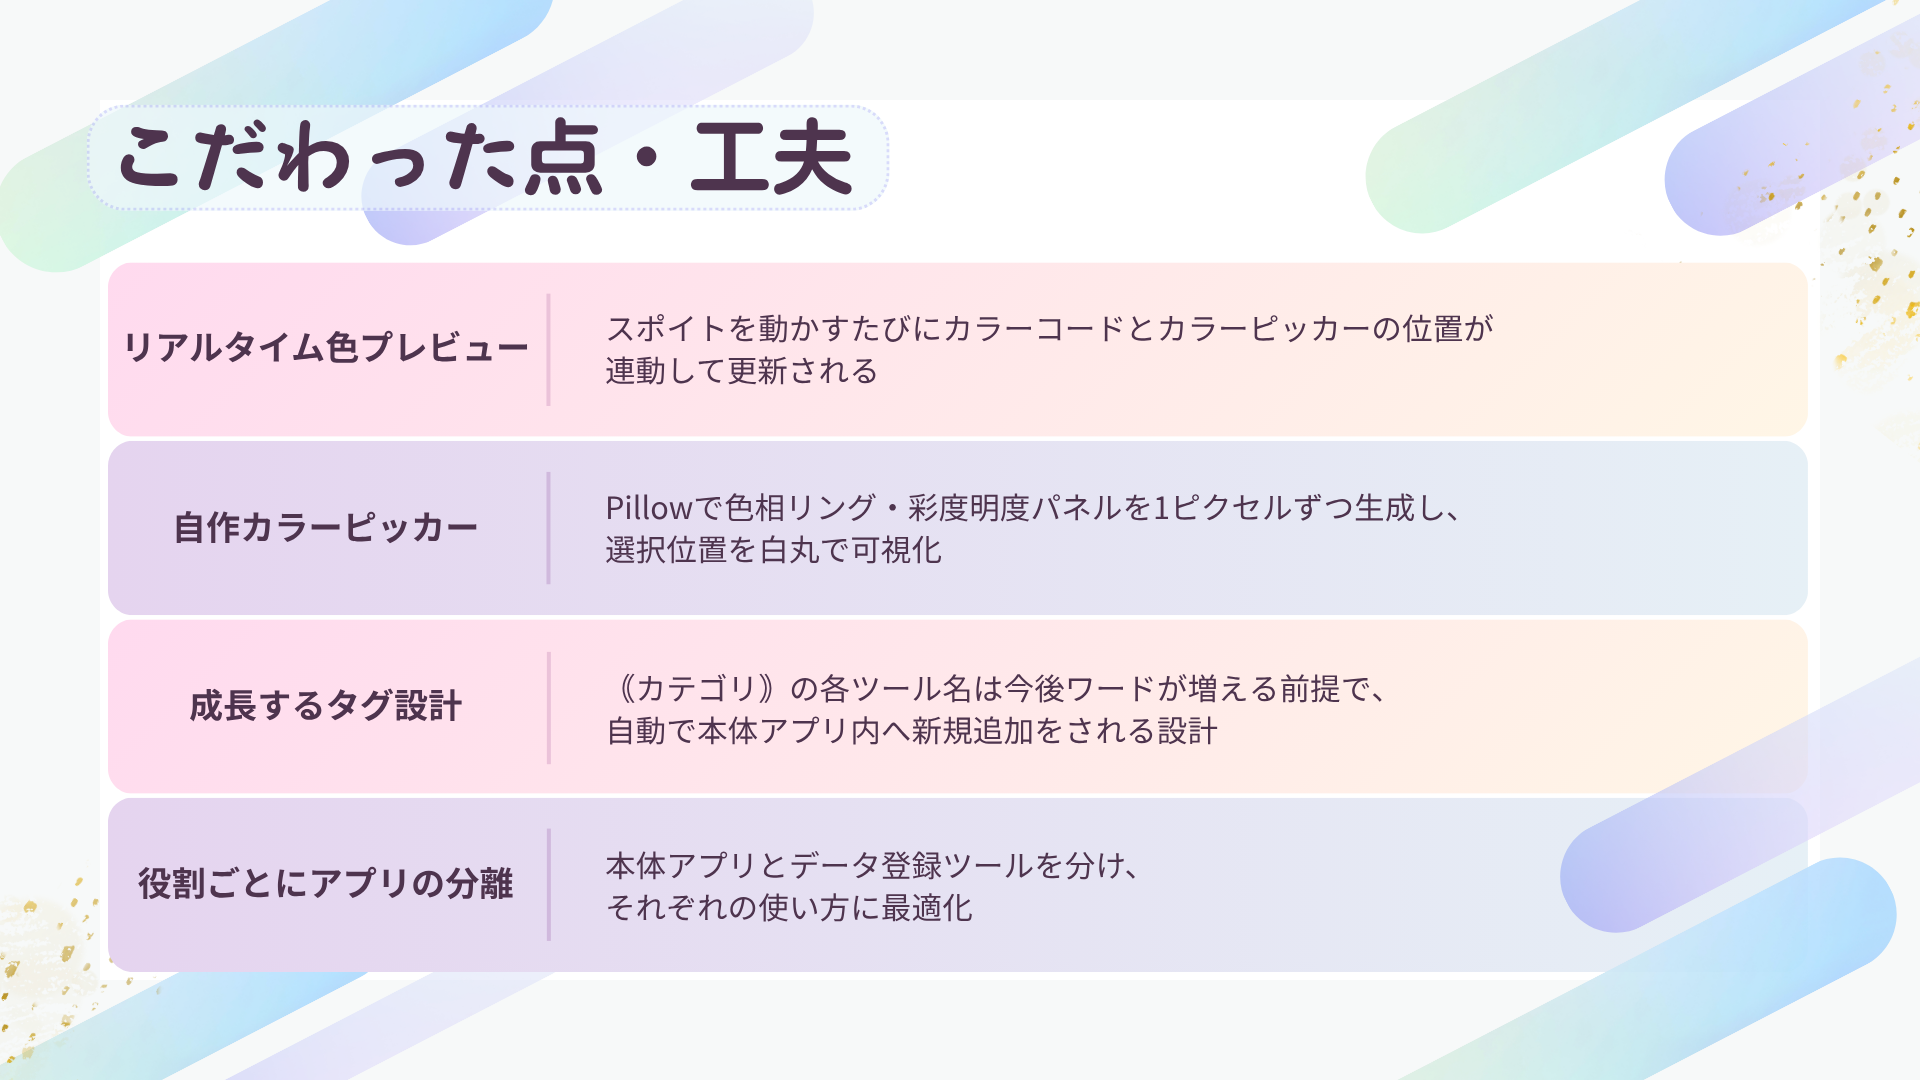 こだわった点・工夫
リアルタイム色プレビュー
スポイトを動かすたびにカラーコードとカラーピッカーの位置が
連動して更新される
自作カラーピッカー
Pillowで色相リング・彩度明度パネルを1ピクセルずつ生成し、
選択位置を白丸で可視化
成長するタグ設計
《カテゴリ》の各ツール名は今後ワードが増える前提で、
自動で本体アプリ内へ新規追加をされる設計
役割ごとにアプリの分離
本体アプリとデータ登録ツールを分け、
それぞれの使い方に最適化